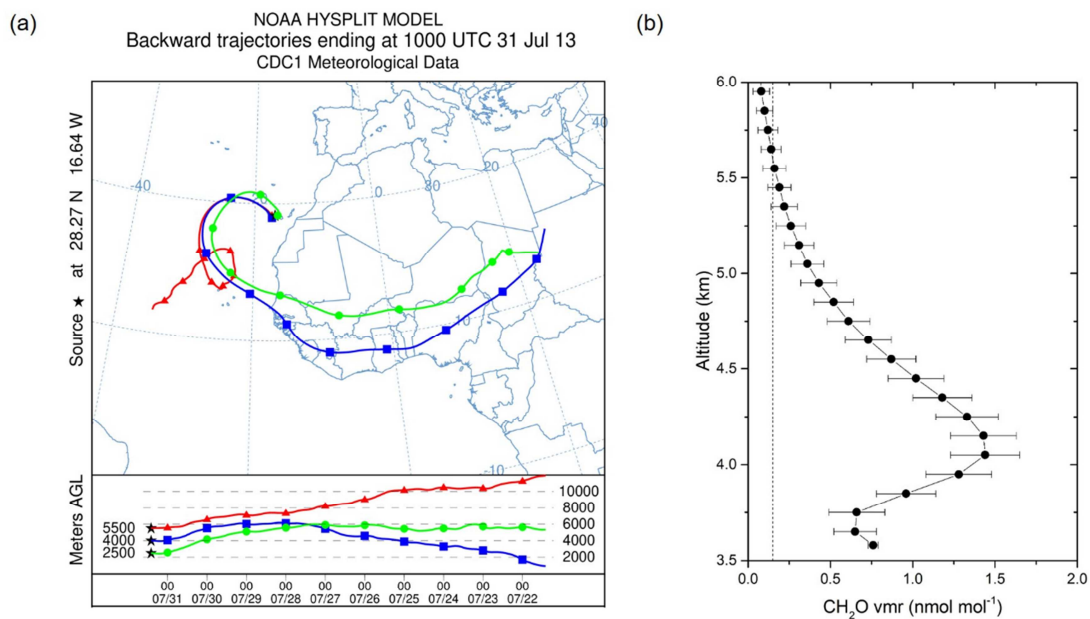 (a)
NOAA HYSPLIT MODEL
Backward trajectories ending at 1000 UTC 31 Jul 13
CDC1 Meteorological Data
Source ★ at 28.27 N 16.64 W
-40
0
30
20
40
10
-10
Meters AGL
5500
4000
2500
10000
8000
6000
4000
2000
00 00 00 00 00 00 00 00 00 00
07/31 07/30 07/29 07/28 07/27 07/26 07/25 07/24 07/23 07/22
(b)
Altitude (km)
6.0
5.5
5.0
4.5
4.0
3.5
0.0 0.5 1.0 1.5 2.0
CH₂O vmr (nmol mol⁻¹)